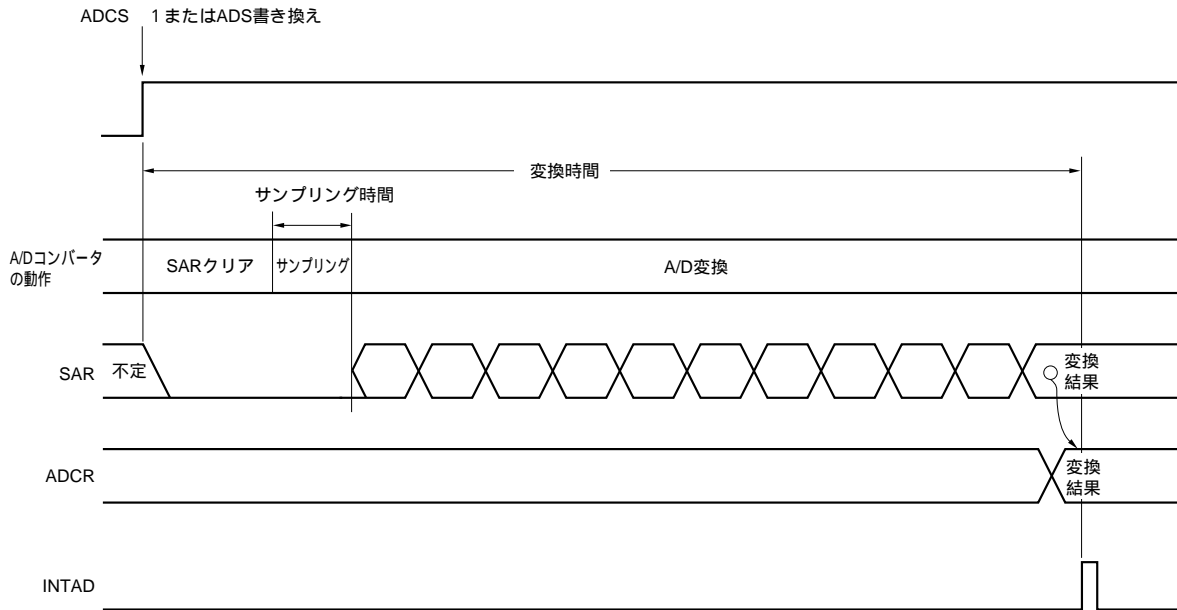 ADCS 1またはADS書き換え
変換時間
サンプリング時間
A/Dコンバータ
の動作
SARクリア
サンプリング
A/D変換
SAR
不定
変換
結果
ADCR
変換
結果
INTAD